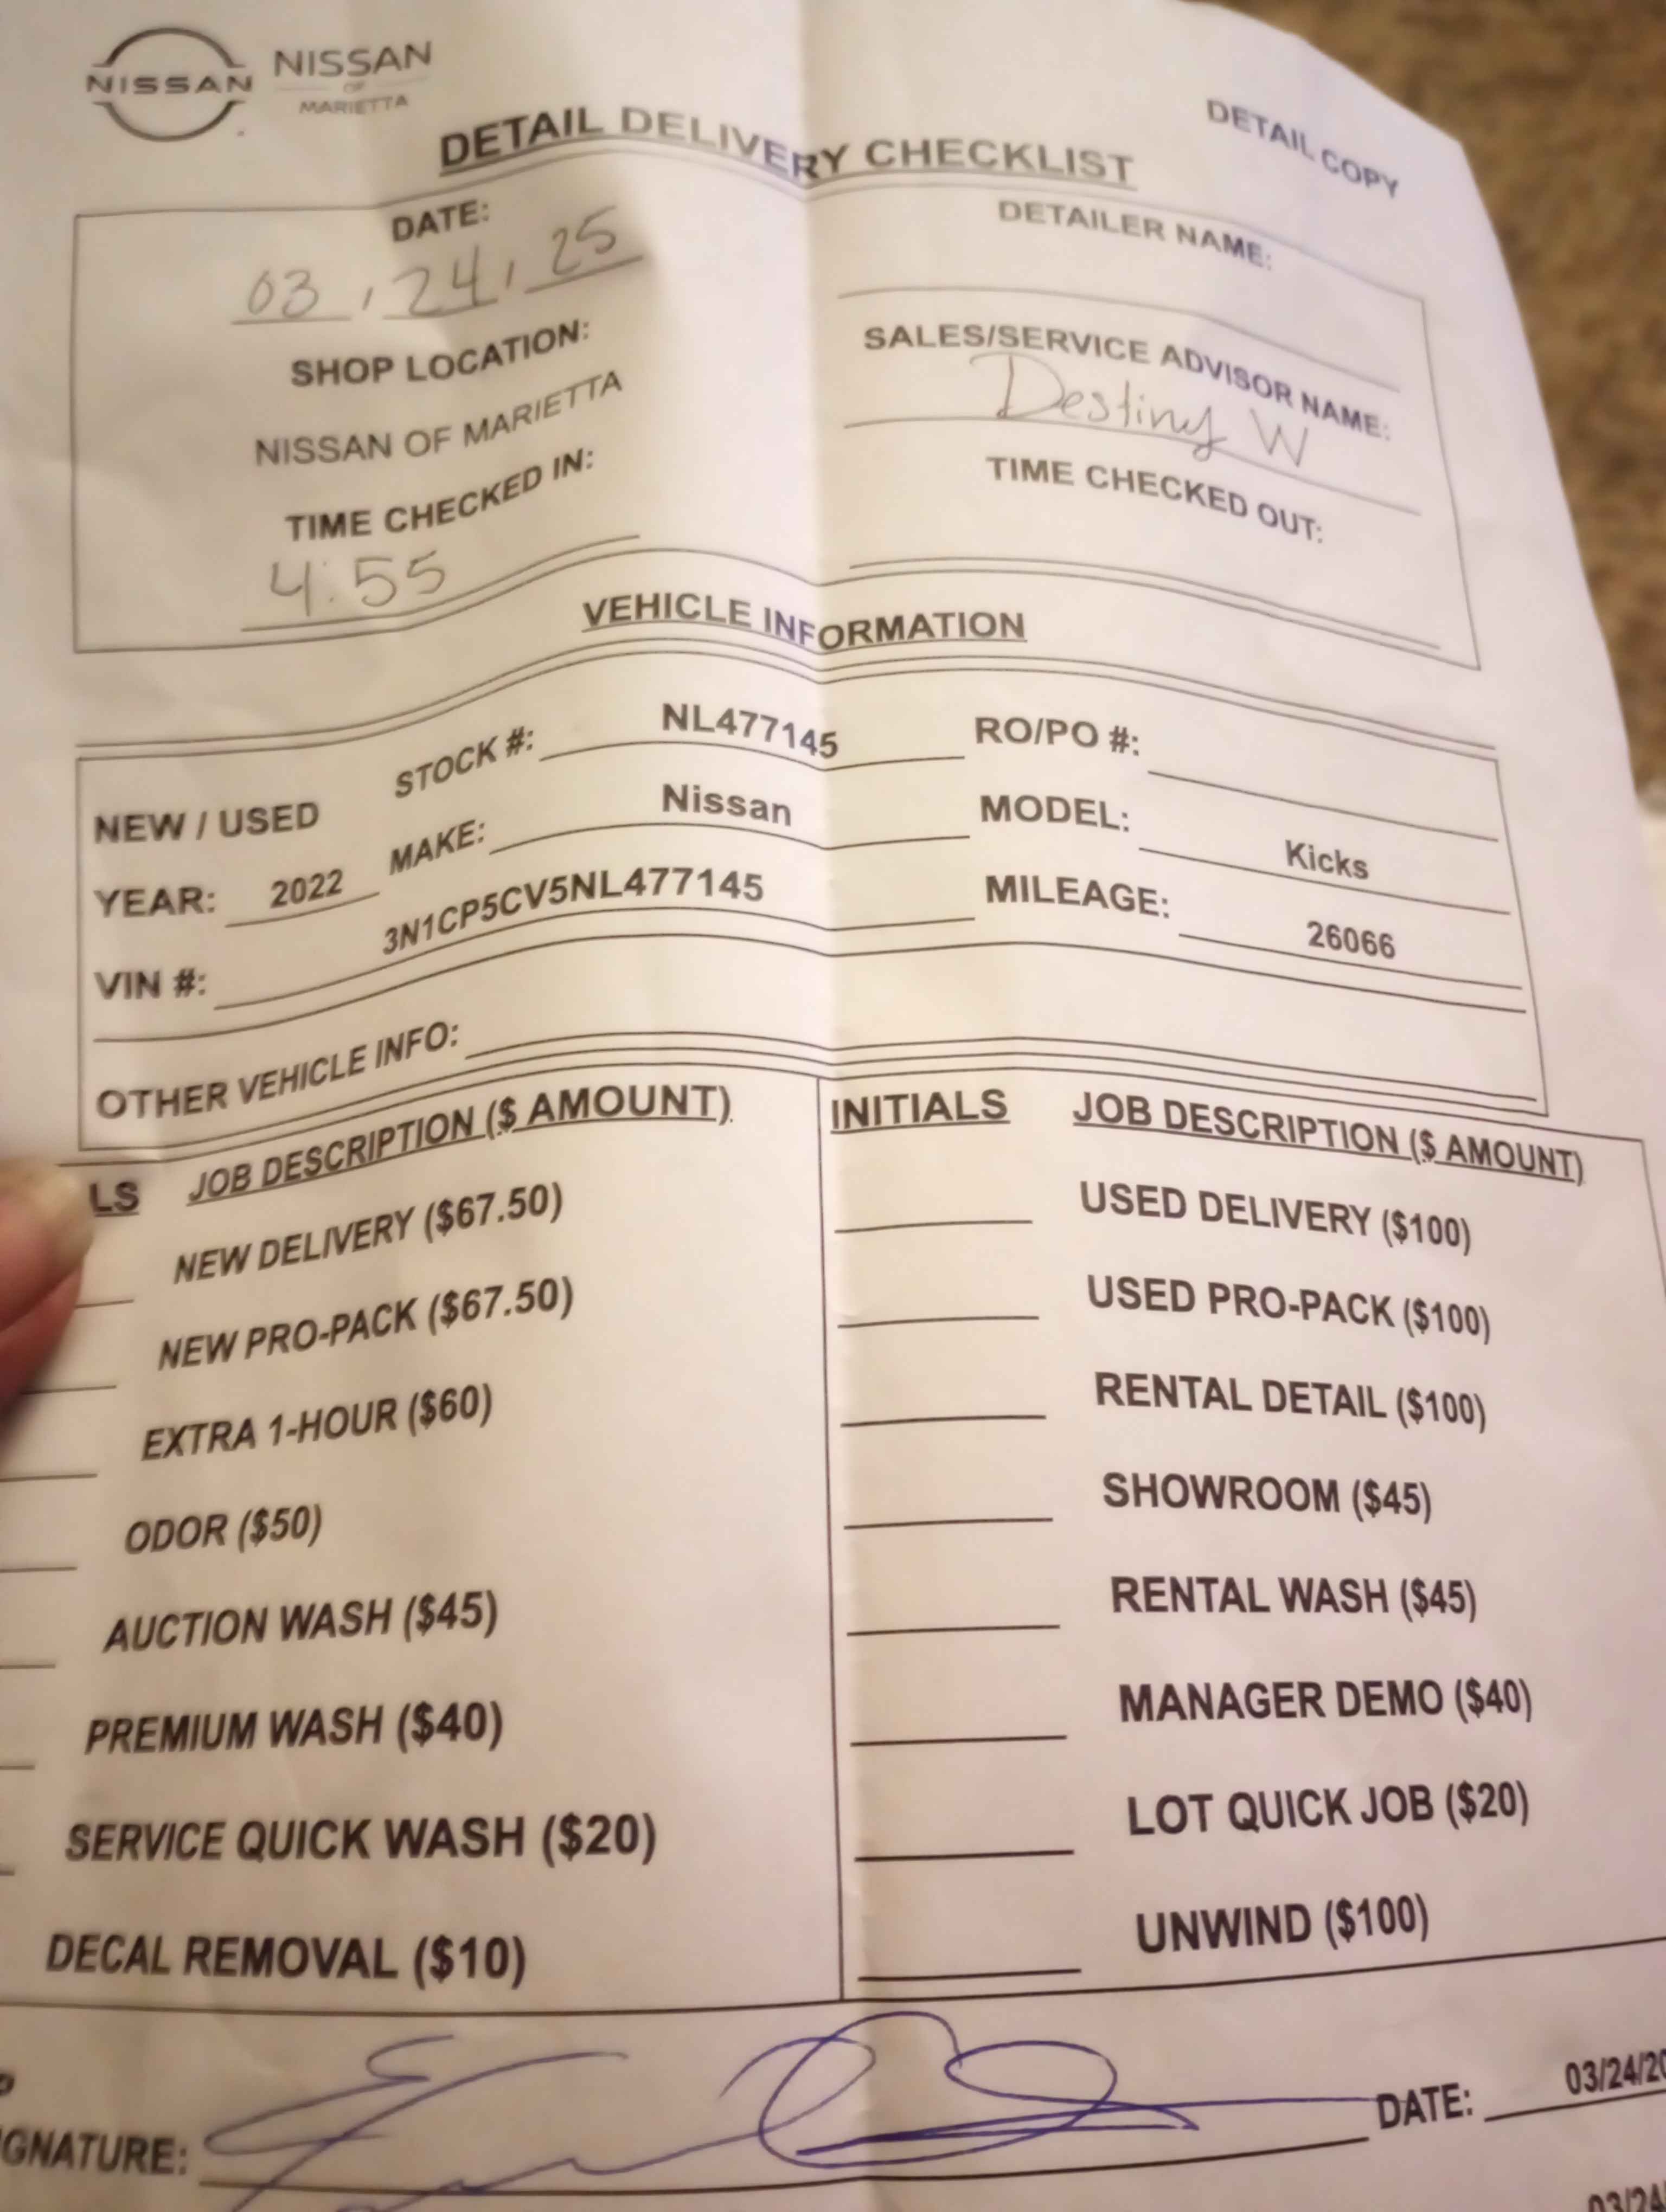 NISSAN NISSAN
OF
MARIETTA
DETAIL COPY
DETAIL DELIVERY CHECKLIST
DATE: DETAILER NAME:
03, 24, 25
SHOP LOCATION: SALES/SERVICE ADVISOR NAME:
NISSAN OF MARIETTA Destiny W
TIME CHECKED IN: TIME CHECKED OUT:
4:55
VEHICLE INFORMATION
NEW / USED STOCK #: NL477145 RO/PO #:
YEAR: 2022 MAKE: Nissan MODEL: Kicks
VIN #: 3N1CP5CV5NL477145 MILEAGE: 26066
OTHER VEHICLE INFO:
LS JOB DESCRIPTION ($ AMOUNT) INITIALS JOB DESCRIPTION ($ AMOUNT)
NEW DELIVERY ($67.50) USED DELIVERY ($100)
NEW PRO-PACK ($67.50) USED PRO-PACK ($100)
EXTRA 1-HOUR ($60) RENTAL DETAIL ($100)
ODOR ($50) SHOWROOM ($45)
AUCTION WASH ($45) RENTAL WASH ($45)
PREMIUM WASH ($40) MANAGER DEMO ($40)
SERVICE QUICK WASH ($20) LOT QUICK JOB ($20)
DECAL REMOVAL ($10) UNWIND ($100)
GNATURE: DATE: 03/24/20
03/24/